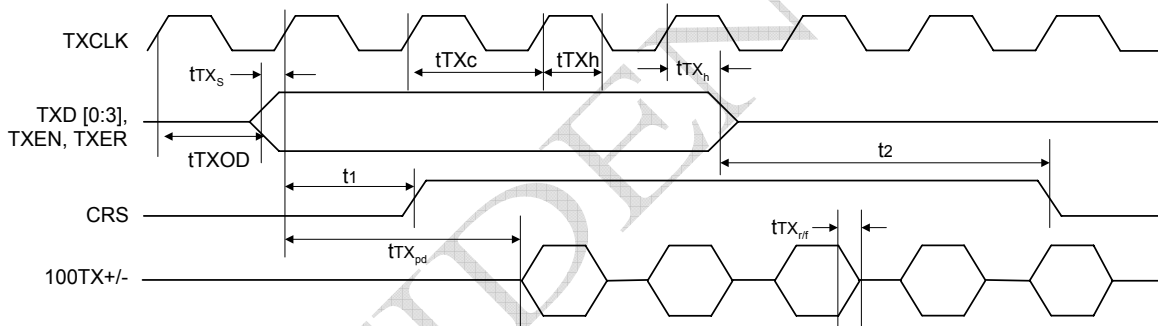 TXCLK
tTXc
tTXh
tTXh
tTXS
TXD [0:3],
TXEN, TXER
tTXOD
t2
t1
CRS
tTXr/f
tTXpd
100TX+/-